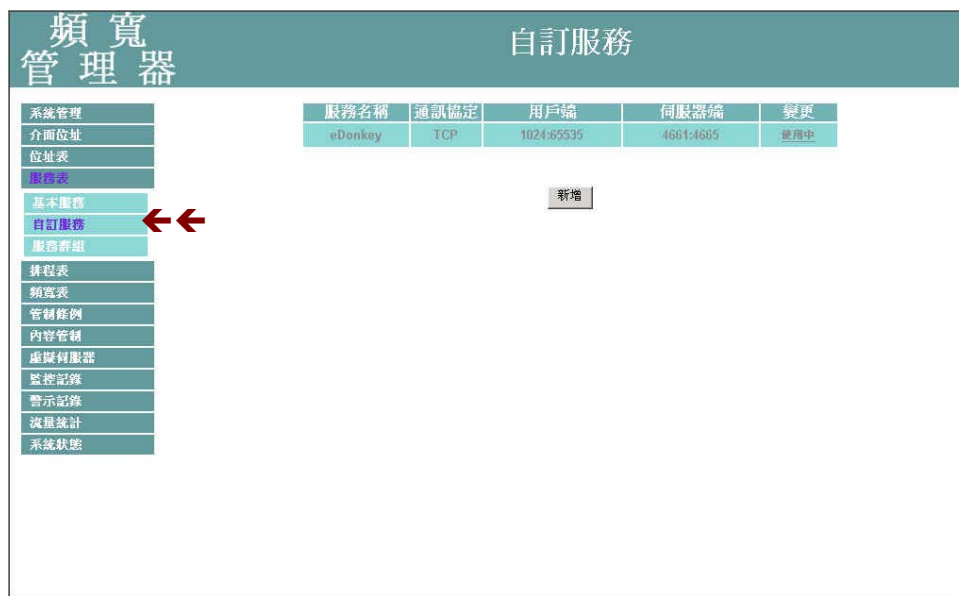 頻寬
管理器
自訂服務
系統管理
介面位址
位址表
服務表
基本服務
自訂服務
服務群組
排程表
頻寬表
管制條例
內容管制
虛擬伺服器
監控記錄
警示記錄
流量統計
系統狀態
服務名稱 通訊協定 用戶端 伺服器端 變更
eDonkey TCP 1024:65535 4661:4665 使用中
新增